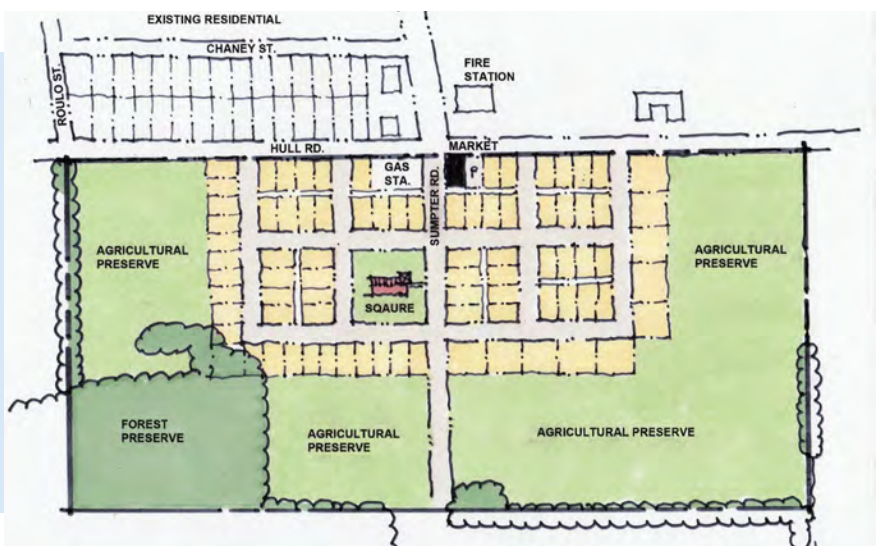 EXISTING RESIDENTIAL
CHANEY ST.
ROULO ST.
FIRE
STATION
HULL RD.
MARKET
GAS
STA.
P
SUMPTER RD.
AGRICULTURAL
PRESERVE
AGRICULTURAL
PRESERVE
SQAURE
FOREST
PRESERVE
AGRICULTURAL
PRESERVE
AGRICULTURAL PRESERVE